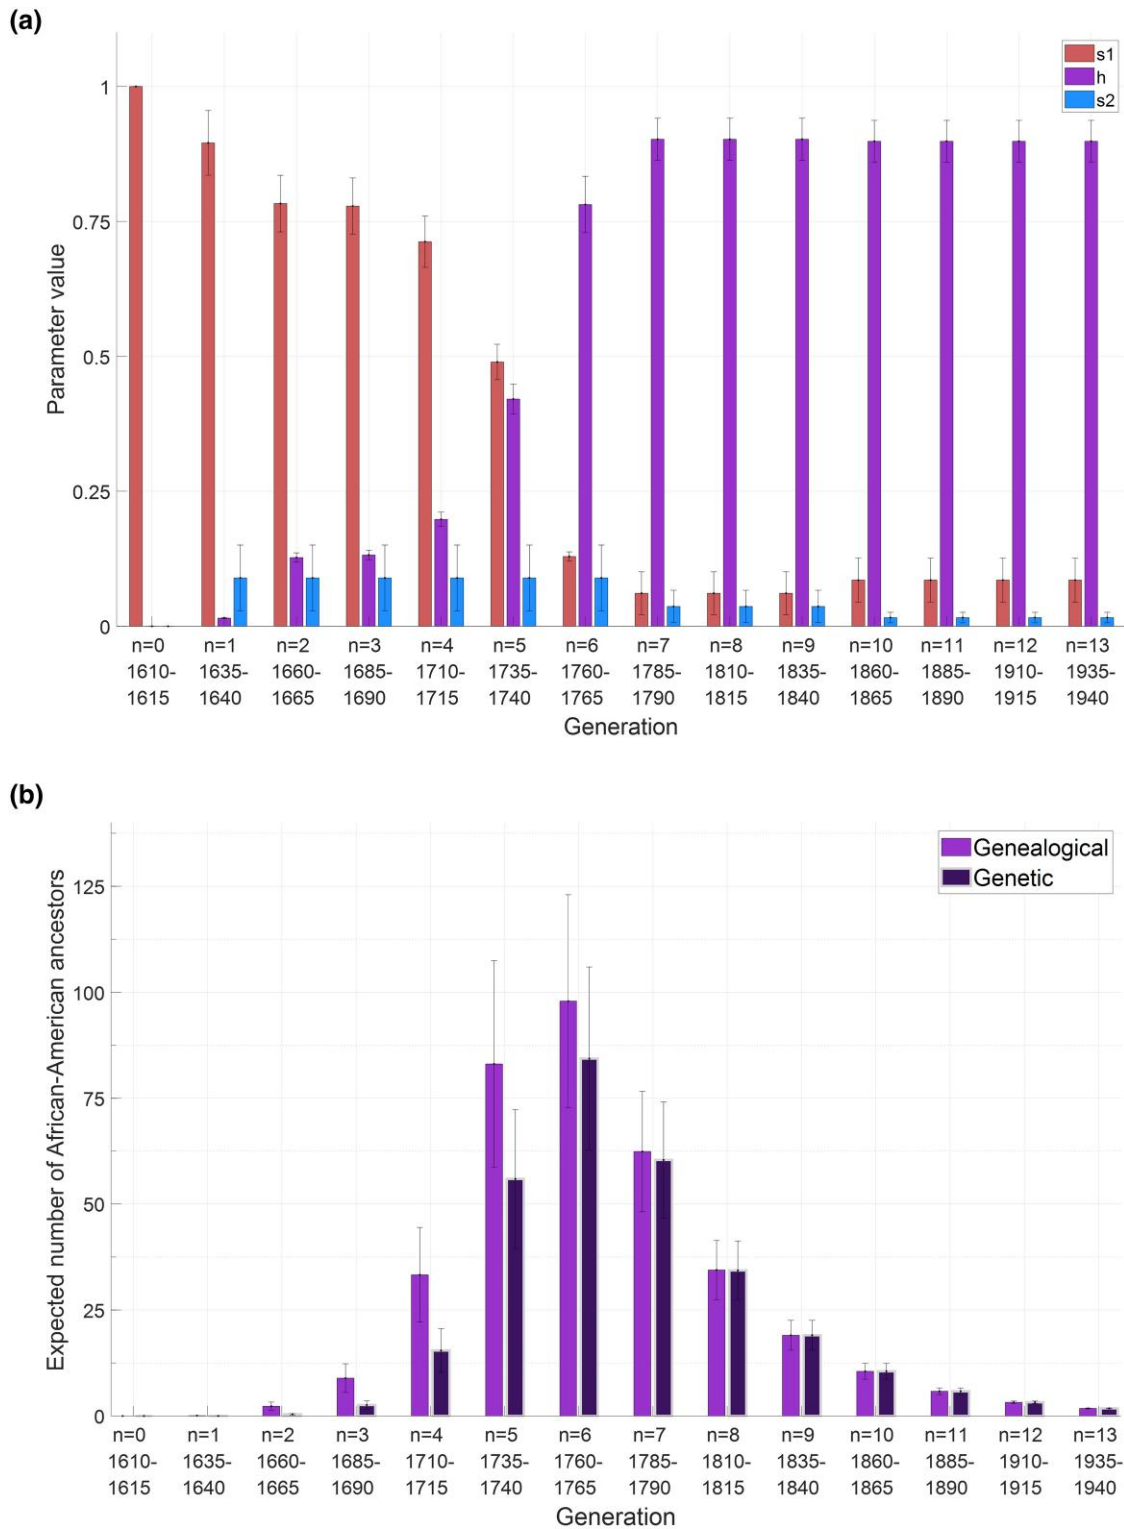 (a)
s1
h
s2
1
0.75
0.5
0.25
0
Parameter value
n=0 n=1 n=2 n=3 n=4 n=5 n=6 n=7 n=8 n=9 n=10 n=11 n=12 n=13
1610- 1635- 1660- 1685- 1710- 1735- 1760- 1785- 1810- 1835- 1860- 1885- 1910- 1935-
1615 1640 1665 1690 1715 1740 1765 1790 1815 1840 1865 1890 1915 1940
Generation
(b)
Genealogical
Genetic
125
100
75
50
25
0
Expected number of African-American ancestors
n=0 n=1 n=2 n=3 n=4 n=5 n=6 n=7 n=8 n=9 n=10 n=11 n=12 n=13
1610- 1635- 1660- 1685- 1710- 1735- 1760- 1785- 1810- 1835- 1860- 1885- 1910- 1935-
1615 1640 1665 1690 1715 1740 1765 1790 1815 1840 1865 1890 1915 1940
Generation